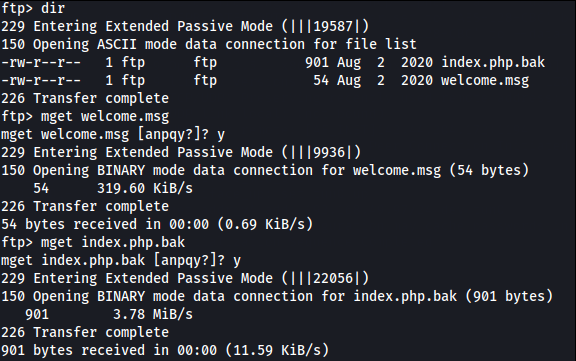 ftp> dir
229 Entering Extended Passive Mode (|||19587|)
150 Opening ASCII mode data connection for file list
-rw-r--r--   1 ftp      ftp           901 Aug  2  2020 index.php.bak
-rw-r--r--   1 ftp      ftp            54 Aug  2  2020 welcome.msg
226 Transfer complete
ftp> mget welcome.msg
mget welcome.msg [anpqy?]? y
229 Entering Extended Passive Mode (|||9936|)
150 Opening BINARY mode data connection for welcome.msg (54 bytes)
    54      319.60 KiB/s
226 Transfer complete
54 bytes received in 00:00 (0.69 KiB/s)
ftp> mget index.php.bak
mget index.php.bak [anpqy?]? y
229 Entering Extended Passive Mode (|||22056|)
150 Opening BINARY mode data connection for index.php.bak (901 bytes)
   901        3.78 MiB/s
226 Transfer complete
901 bytes received in 00:00 (11.59 KiB/s)